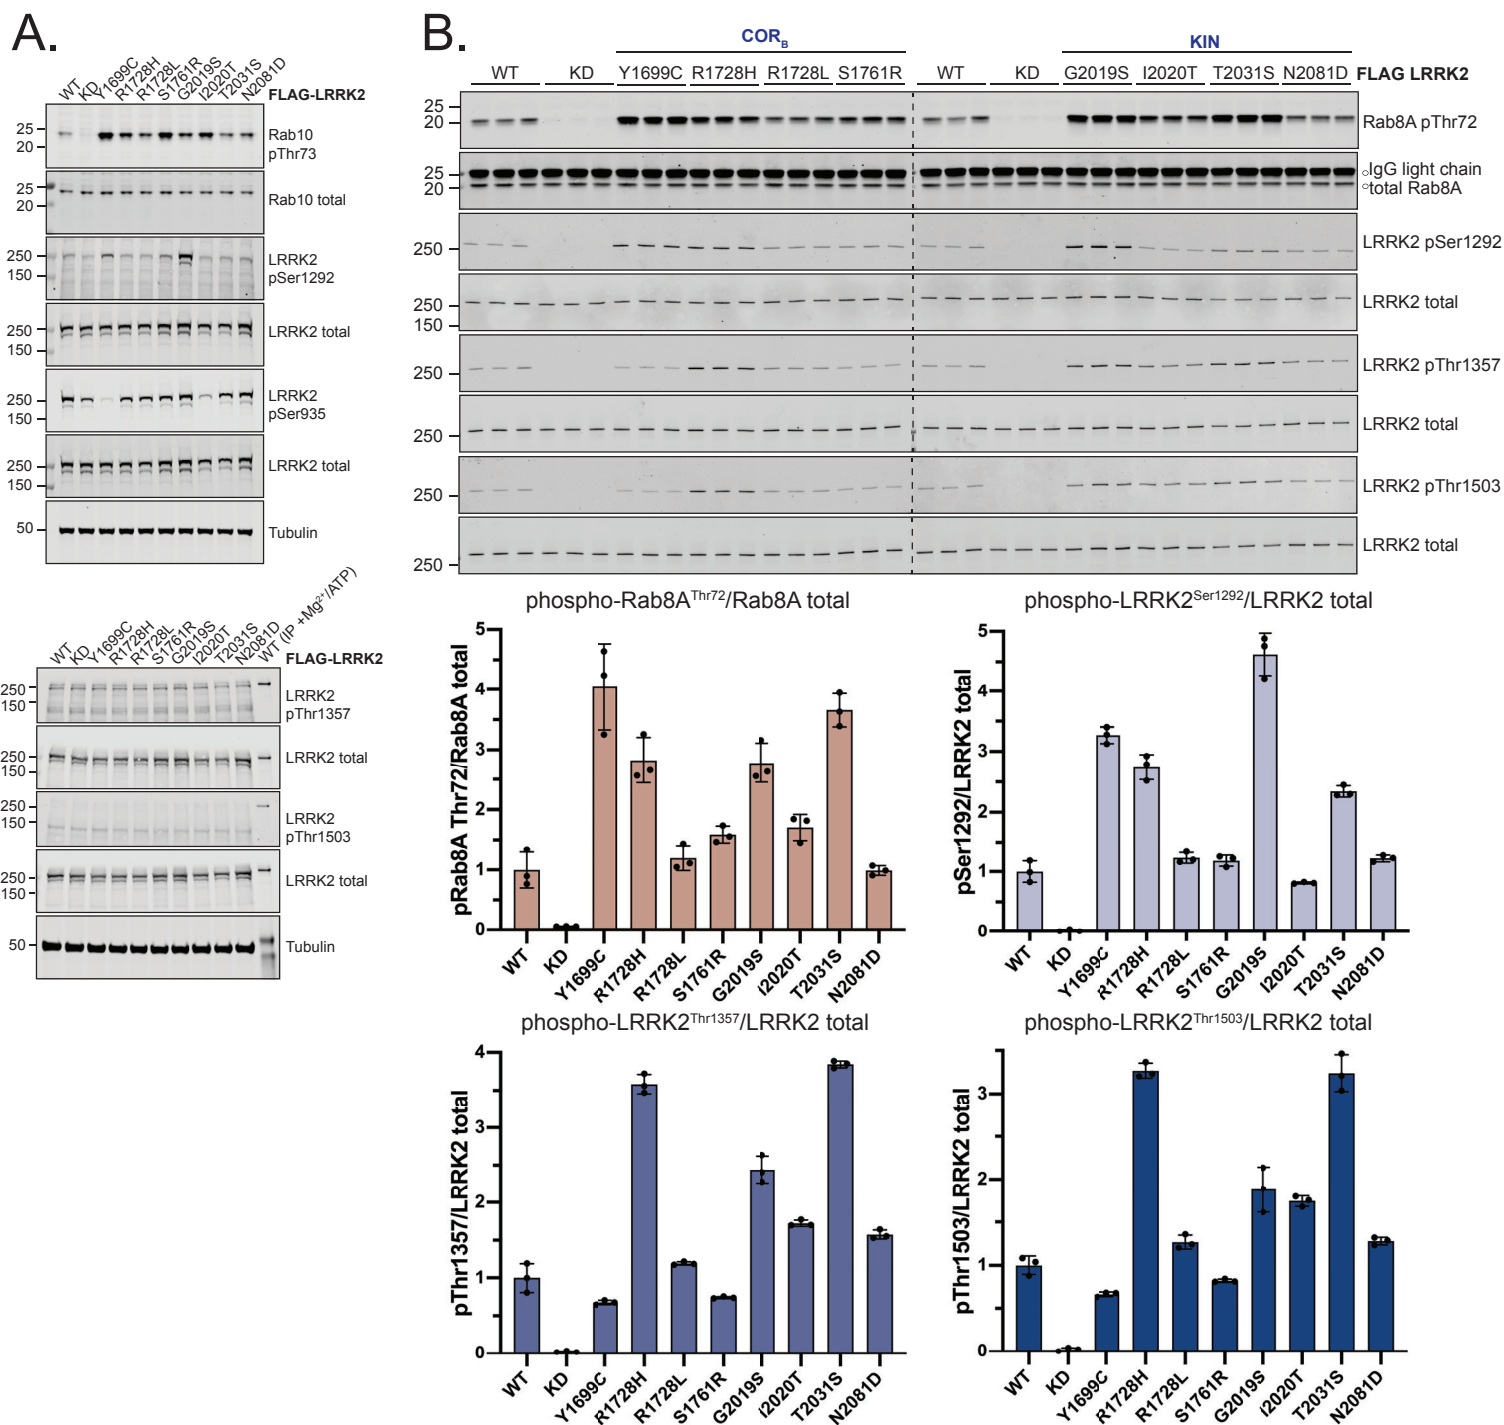 A.
WT KD Y1699C R1728H R1728L S1761R G2019S I2020T T2031S N2081D FLAG-LRRK2
25
20
Rab10
pThr73
25
20
Rab10 total
250
150
LRRK2
pSer1292
250
150
LRRK2 total
250
150
LRRK2
pSer935
250
150
LRRK2 total
50
Tubulin
WT KD Y1699C R1728H R1728L S1761R G2019S I2020T T2031S N2081D WT (IP +Mg²⁺/ATP)
FLAG-LRRK2
250
150
LRRK2
pThr1357
250
150
LRRK2 total
250
150
LRRK2
pThr1503
250
150
LRRK2 total
50
Tubulin
B.
COR_B KIN
WT KD Y1699C R1728H R1728L S1761R WT KD G2019S I2020T T2031S N2081D FLAG LRRK2
25
20
Rab8A pThr72
25
20
○IgG light chain
○total Rab8A
250
LRRK2 pSer1292
250
150
LRRK2 total
250
LRRK2 pThr1357
250
LRRK2 total
250
LRRK2 pThr1503
250
LRRK2 total
phospho-Rab8A^Thr72/Rab8A total
pRab8A Thr72/Rab8A total
5
4
3
2
1
0
WT KD Y1699C R1728H R1728L S1761R G2019S I2020T T2031S N2081D
phospho-LRRK2^Ser1292/LRRK2 total
pSer1292/LRRK2 total
5
4
3
2
1
0
WT KD Y1699C R1728H R1728L S1761R G2019S I2020T T2031S N2081D
phospho-LRRK2^Thr1357/LRRK2 total
pThr1357/LRRK2 total
4
3
2
1
0
WT KD Y1699C R1728H R1728L S1761R G2019S I2020T T2031S N2081D
phospho-LRRK2^Thr1503/LRRK2 total
pThr1503/LRRK2 total
3
2
1
0
WT KD Y1699C R1728H R1728L S1761R G2019S I2020T T2031S N2081D